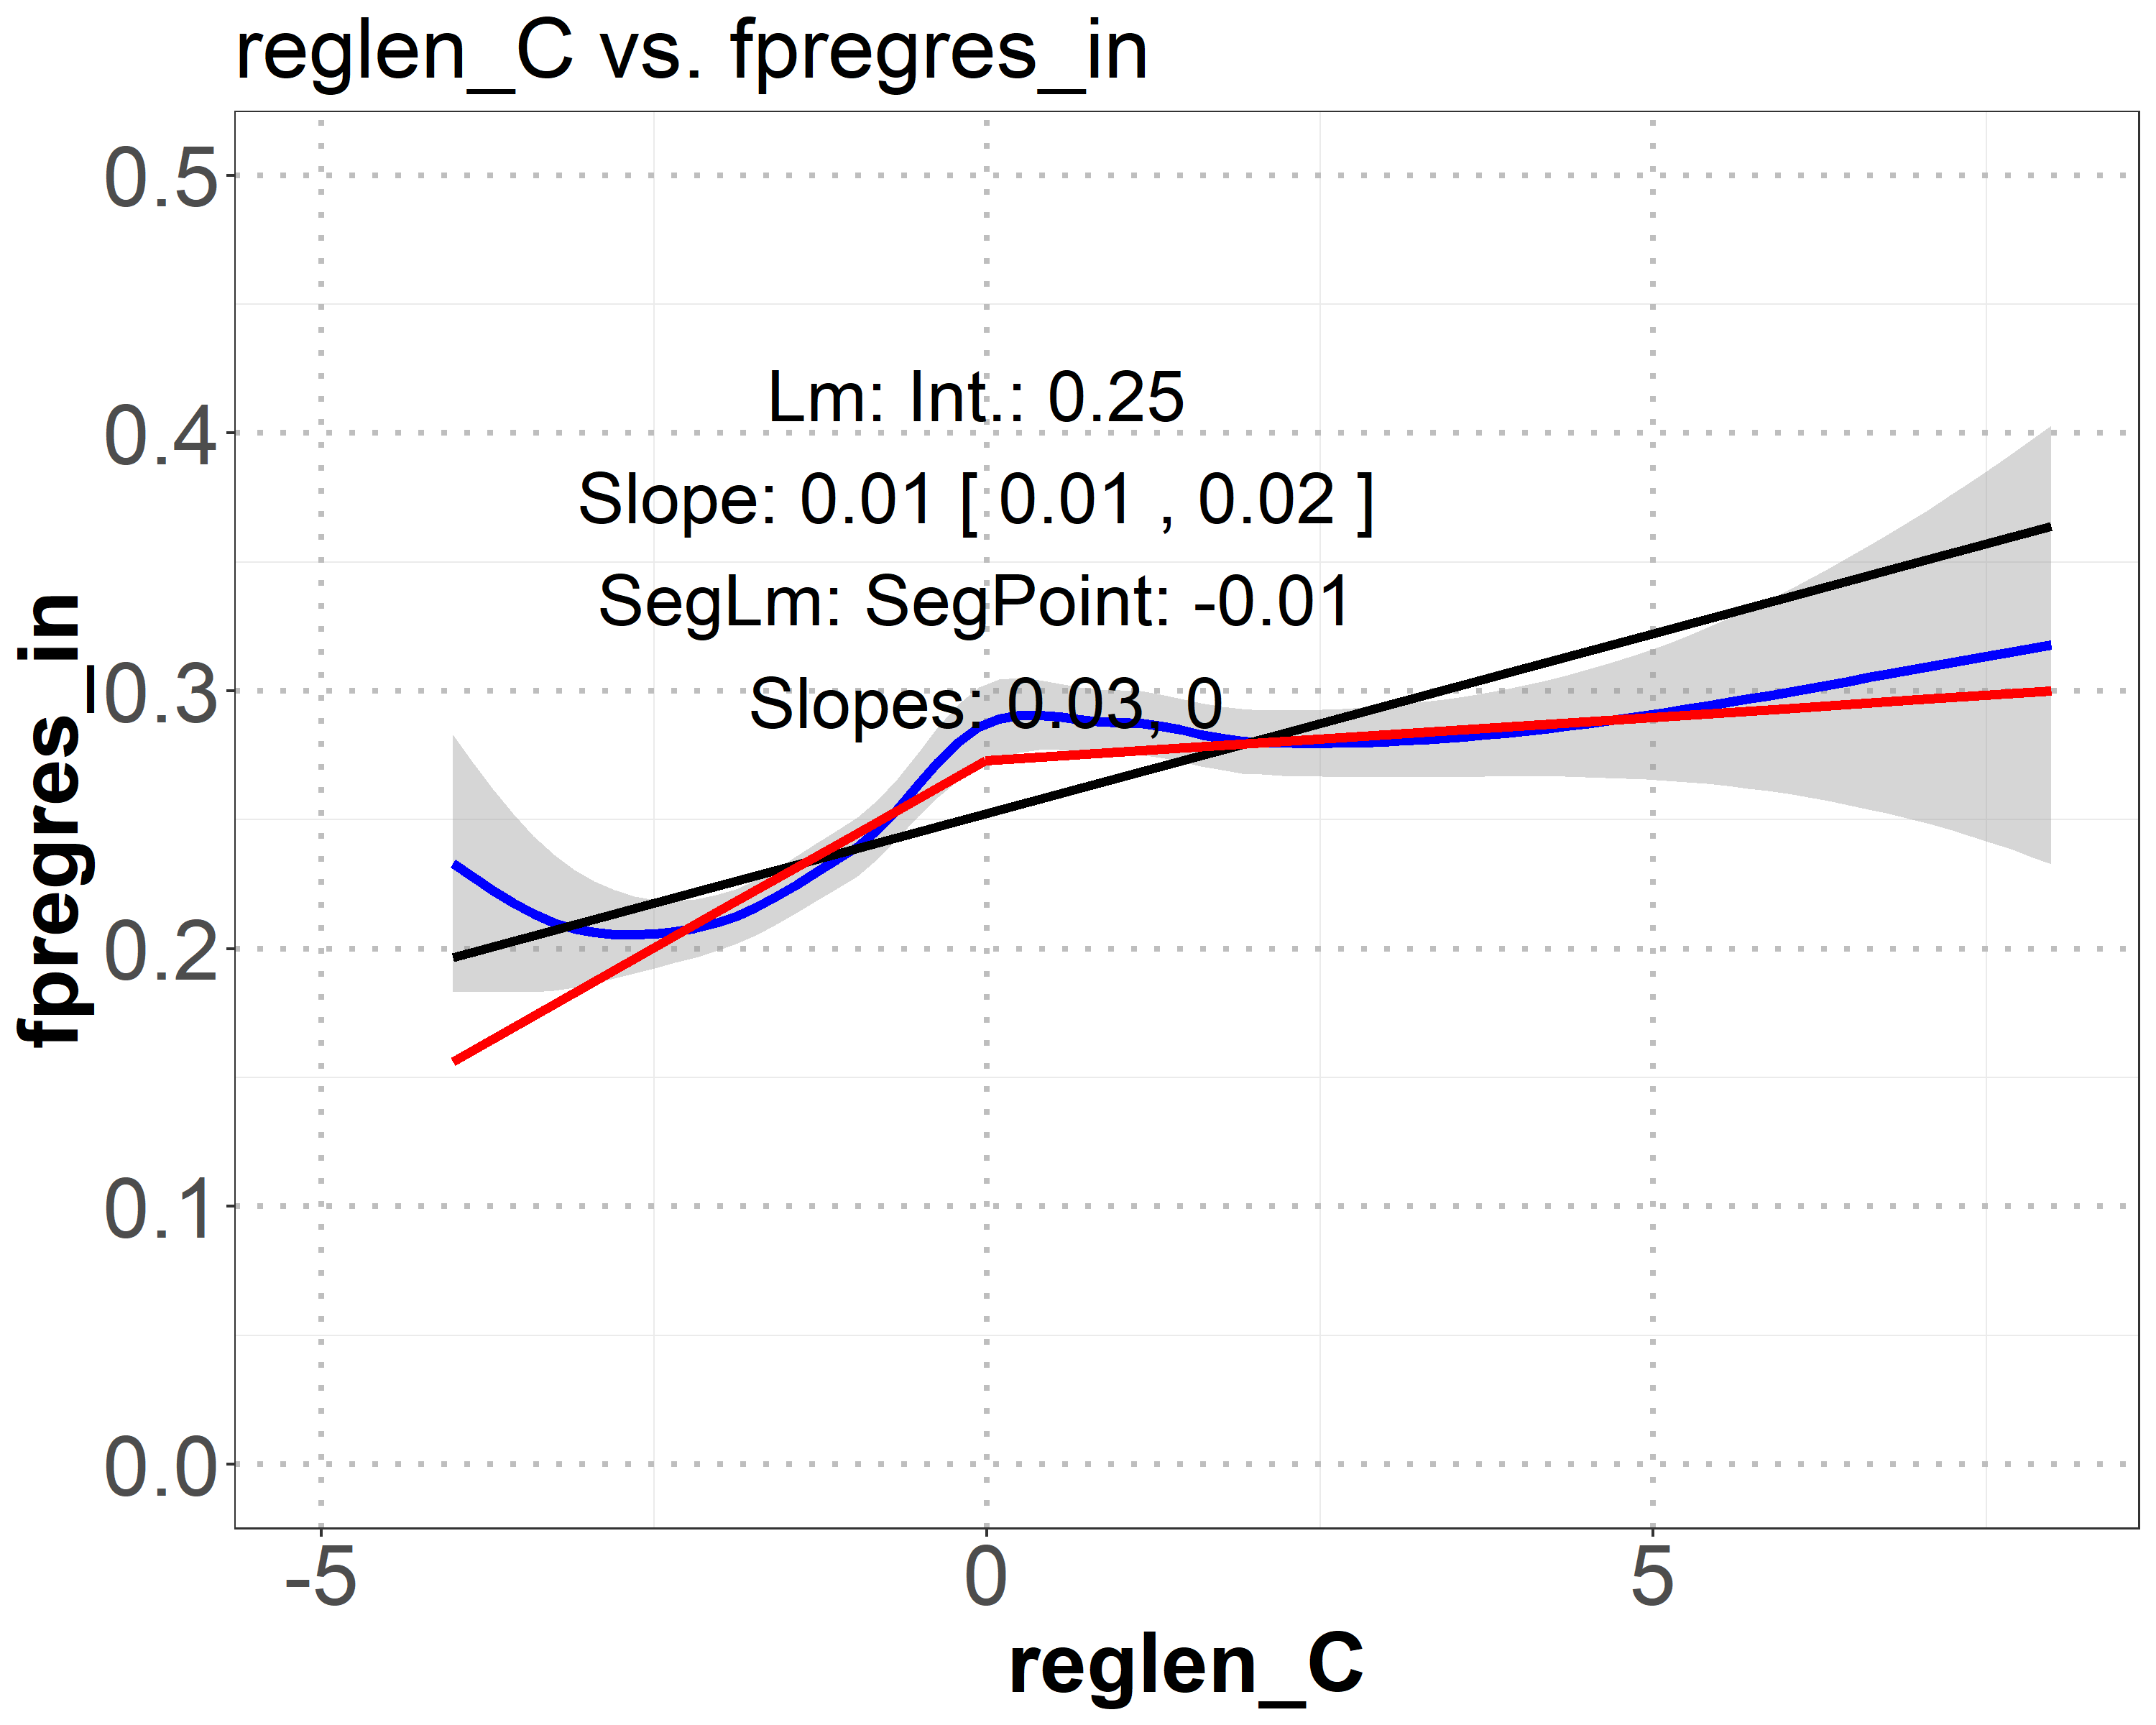 reglen_C vs. fpregres_in
0.5
0.4
0.3
0.2
0.1
0.0
fpregres_in
Lm: Int.: 0.25
Slope: 0.01 [ 0.01 , 0.02 ]
SegLm: SegPoint: -0.01
Slopes: 0.03, 0
-5
0
5
reglen_C